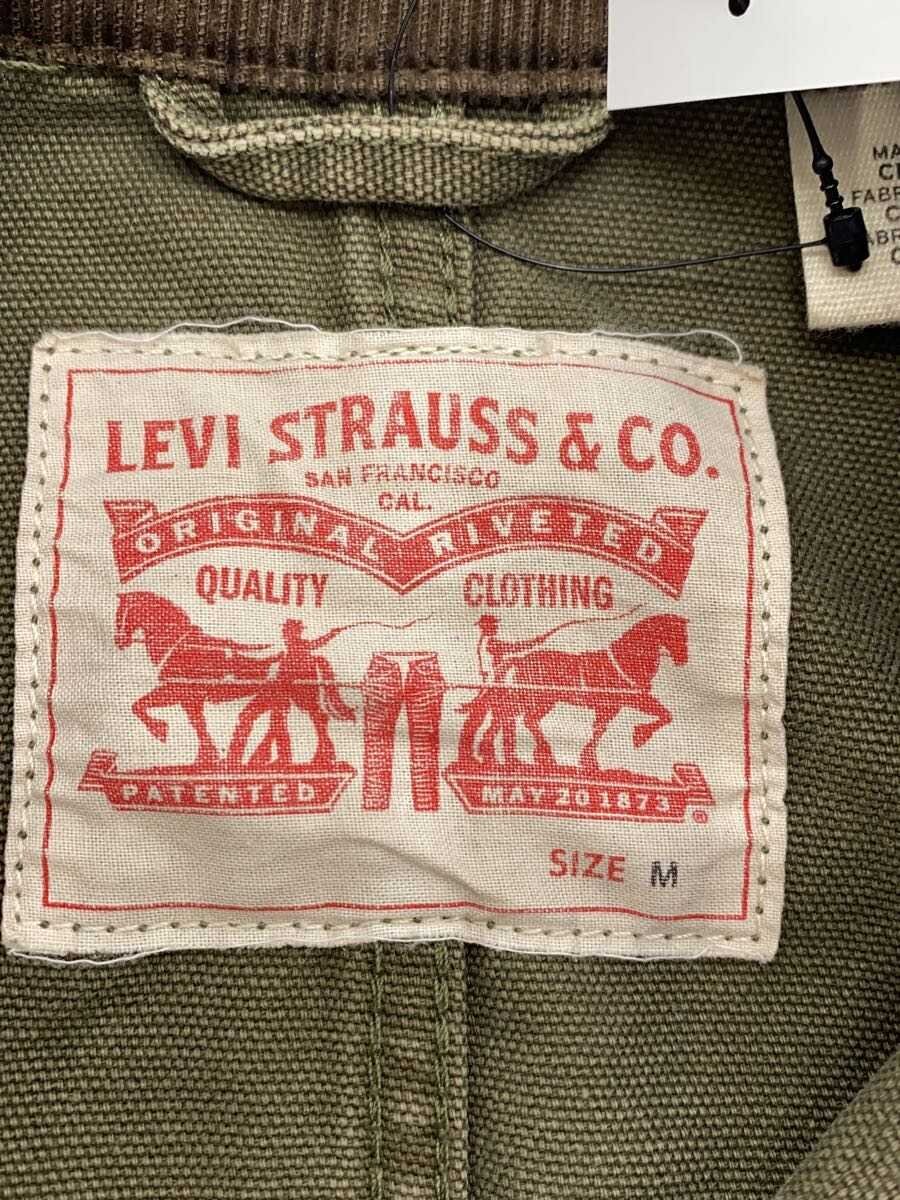 LEVI STRAUSS & CO.
SAN FRANCISCO
CAL.
ORIGINAL RIVETED
QUALITY CLOTHING
PATENTED MAY 20 1873
®
SIZE M